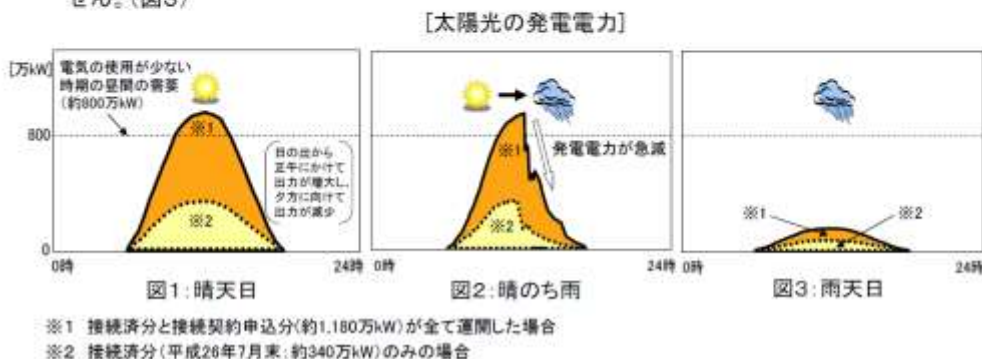 せん。(図3)
[太陽光の発電電力]
[万kW]
電気の使用が少ない
時期の昼間の需要
(約800万kW)
800
0
※1
※2
日の出から
正午にかけて
出力が増大し、
夕方に向けて
出力が減少
0時
24時
図1:晴天日
※1
※2
発電電力が急減
0時
24時
図2:晴のち雨
※1
※2
0時
24時
図3:雨天日
※1 接続済分と接続契約申込分(約1,180万kW)が全て運開した場合
※2 接続済分(平成26年7月末:約340万kW)のみの場合